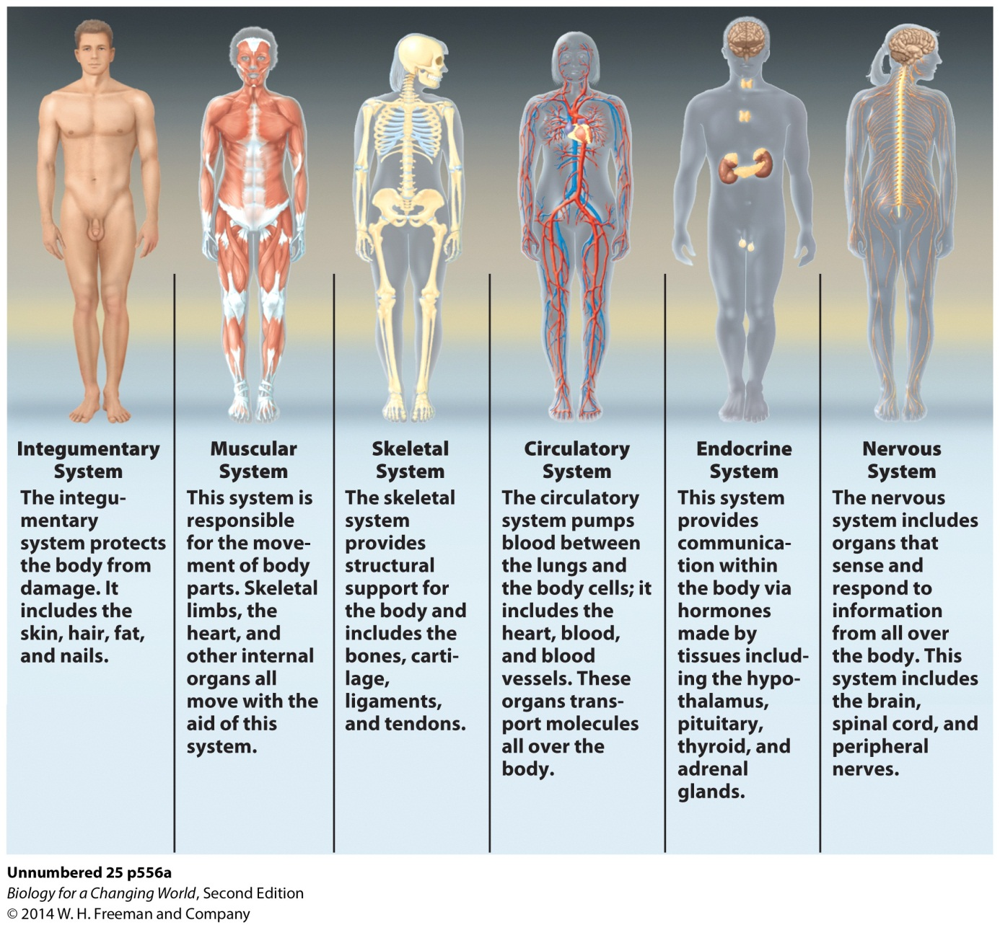 Integumentary
System
The integu-
mentary
system protects
the body from
damage. It
includes the
skin, hair, fat,
and nails.
Muscular
System
This system is
responsible
for the move-
ment of body
parts. Skeletal
limbs, the
heart, and
other internal
organs all
move with the
aid of this
system.
Skeletal
System
The skeletal
system
provides
structural
support for
the body and
includes the
bones, carti-
lage,
ligaments,
and tendons.
Circulatory
System
The circulatory
system pumps
blood between
the lungs and
the body cells; it
includes the
heart, blood,
and blood
vessels. These
organs trans-
port molecules
all over the
body.
Endocrine
System
This system
provides
communica-
tion within
the body via
hormones
made by
tissues includ-
ing the hypo-
thalamus,
pituitary,
thyroid, and
adrenal
glands.
Nervous
System
The nervous
system includes
organs that
sense and
respond to
information
from all over
the body. This
system includes
the brain,
spinal cord, and
peripheral
nerves.
Unnumbered 25 p556a
Biology for a Changing World, Second Edition
© 2014 W. H. Freeman and Company